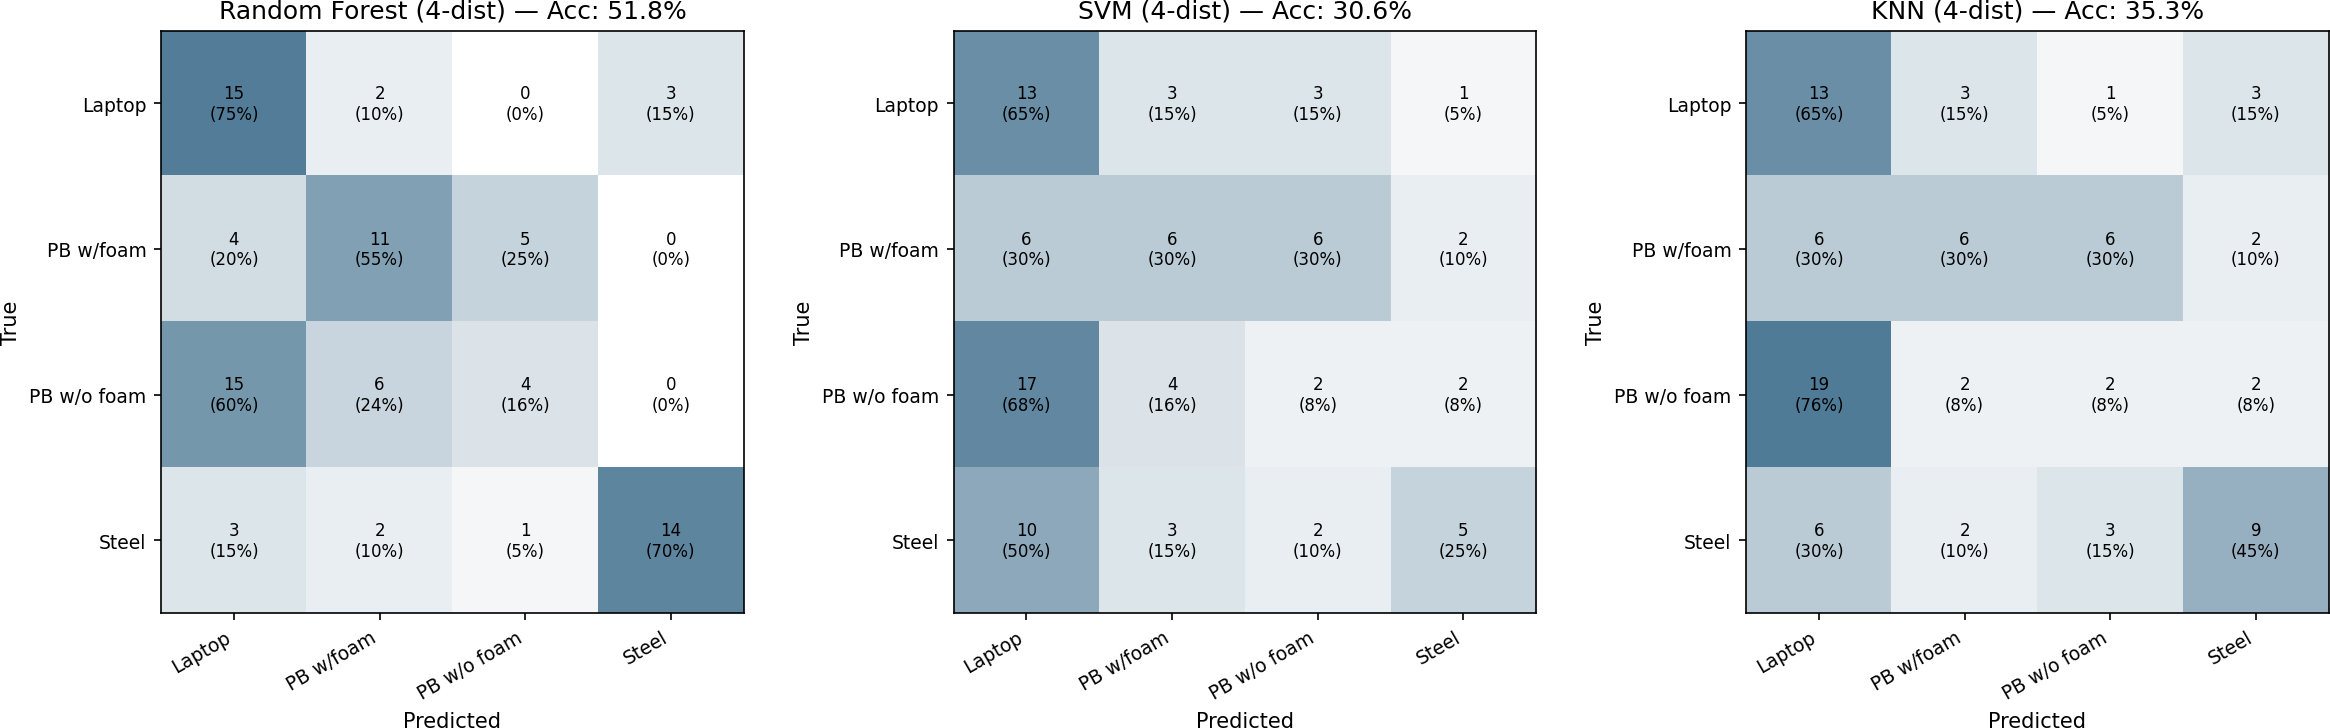 Random Forest (4-dist) — Acc: 51.8%
True
Laptop
15
(75%)
2
(10%)
0
(0%)
3
(15%)
PB w/foam
4
(20%)
11
(55%)
5
(25%)
0
(0%)
PB w/o foam
15
(60%)
6
(24%)
4
(16%)
0
(0%)
Steel
3
(15%)
2
(10%)
1
(5%)
14
(70%)
Laptop
PB w/foam
PB w/o foam
Steel
Predicted
SVM (4-dist) — Acc: 30.6%
True
Laptop
13
(65%)
3
(15%)
3
(15%)
1
(5%)
PB w/foam
6
(30%)
6
(30%)
6
(30%)
2
(10%)
PB w/o foam
17
(68%)
4
(16%)
2
(8%)
2
(8%)
Steel
10
(50%)
3
(15%)
2
(10%)
5
(25%)
Laptop
PB w/foam
PB w/o foam
Steel
Predicted
KNN (4-dist) — Acc: 35.3%
True
Laptop
13
(65%)
3
(15%)
1
(5%)
3
(15%)
PB w/foam
6
(30%)
6
(30%)
6
(30%)
2
(10%)
PB w/o foam
19
(76%)
2
(8%)
2
(8%)
2
(8%)
Steel
6
(30%)
2
(10%)
3
(15%)
9
(45%)
Laptop
PB w/foam
PB w/o foam
Steel
Predicted